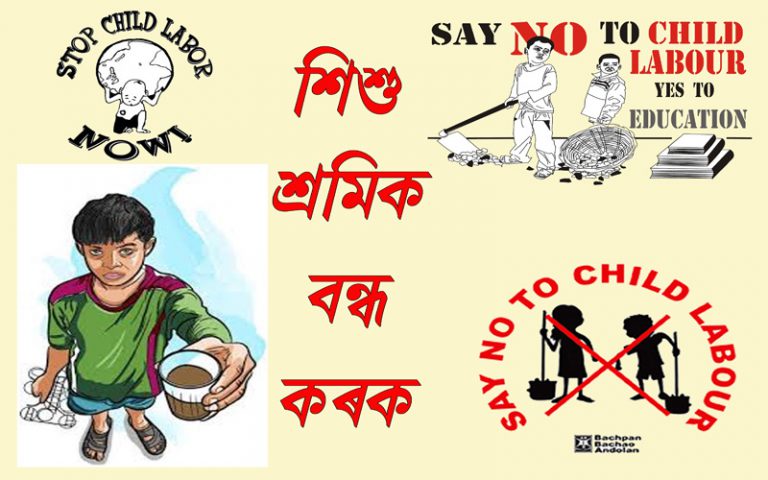 STOP CHILD LABOR
NOW!
শিশু
শ্ৰমিক
বন্ধ
কৰক
SAY NO TO CHILD
LABOUR
YES TO
EDUCATION
SAY NO TO CHILD LABOUR
Bachpan
Bachao
Andolan